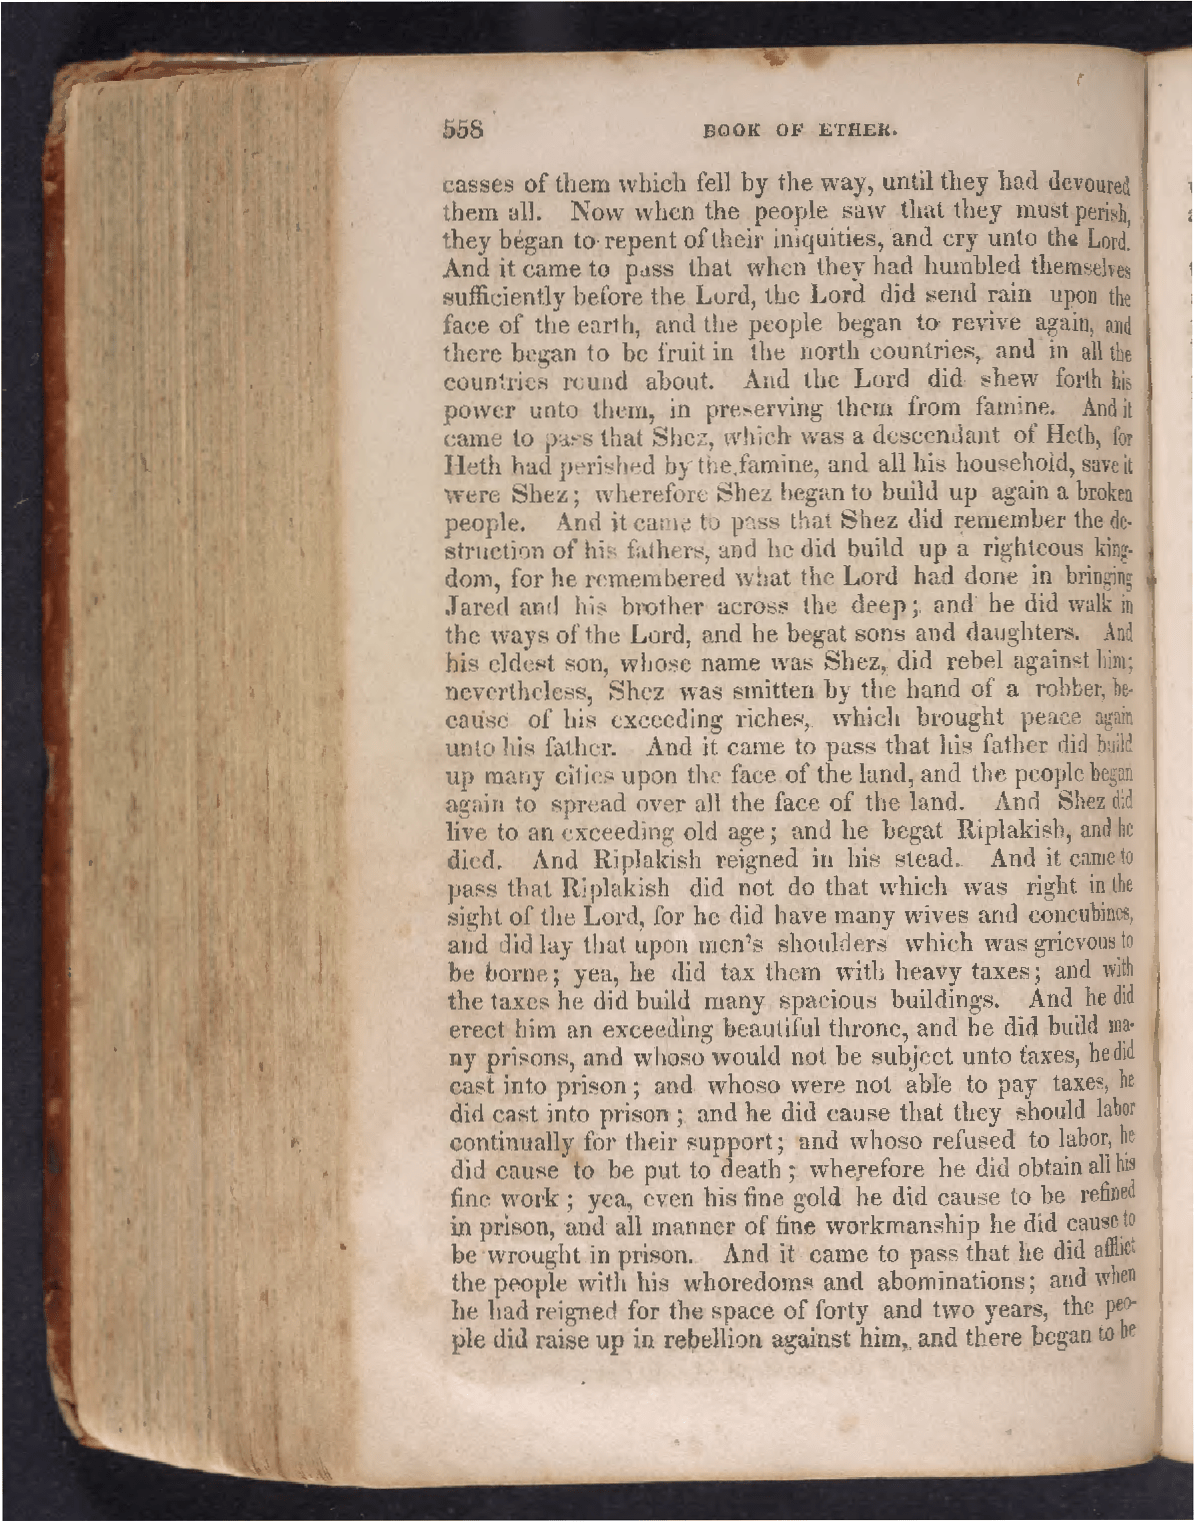 558 BOOK OF ETHER.
casses of them which fell by the way, until they had devoured
them all. Now when the people saw that they must perish,
they began to repent of their iniquities, and cry unto the Lord.
And it came to pass that when they had humbled themselves
sufficiently before the Lord, the Lord did send rain upon the
face of the earth, and the people began to revive again, and
there began to be fruit in the north countries, and in all the
countries round about. And the Lord did shew forth his
power unto them, in preserving them from famine. And it
came to pass that Shez, which was a descendant of Heth, for
Heth had perished by the famine, and all his household, save it
were Shez; wherefore Shez began to build up again a broken
people. And it came to pass that Shez did remember the de-
struction of his fathers, and he did build up a righteous king-
dom, for he remembered what the Lord had done in bringing
Jared and his brother across the deep; and he did walk in
the ways of the Lord, and he begat sons and daughters. And
his eldest son, whose name was Shez, did rebel against him;
nevertheless, Shez was smitten by the hand of a robber, be-
cause of his exceeding riches, which brought peace again
unto his father. And it came to pass that his father did build
up many cities upon the face of the land, and the people began
again to spread over all the face of the land. And Shez did
live to an exceeding old age; and he begat Riplakish, and he
died. And Riplakish reigned in his stead. And it came to
pass that Riplakish did not do that which was right in the
sight of the Lord, for he did have many wives and concubines,
and did lay that upon men's shoulders which was grievous to
be borne; yea, he did tax them with heavy taxes; and with
the taxes he did build many spacious buildings. And he did
erect him an exceeding beautiful throne, and he did build ma-
ny prisons, and whoso would not be subject unto taxes, he did
cast into prison; and whoso were not able to pay taxes, he
did cast into prison; and he did cause that they should labor
continually for their support; and whoso refused to labor, he
did cause to be put to death; wherefore he did obtain all his
fine work; yea, even his fine gold he did cause to be refined
in prison, and all manner of fine workmanship he did cause to
be wrought in prison. And it came to pass that he did afflict
the people with his whoredoms and abominations; and when
he had reigned for the space of forty and two years, the peo-
ple did raise up in rebellion against him, and there began to be